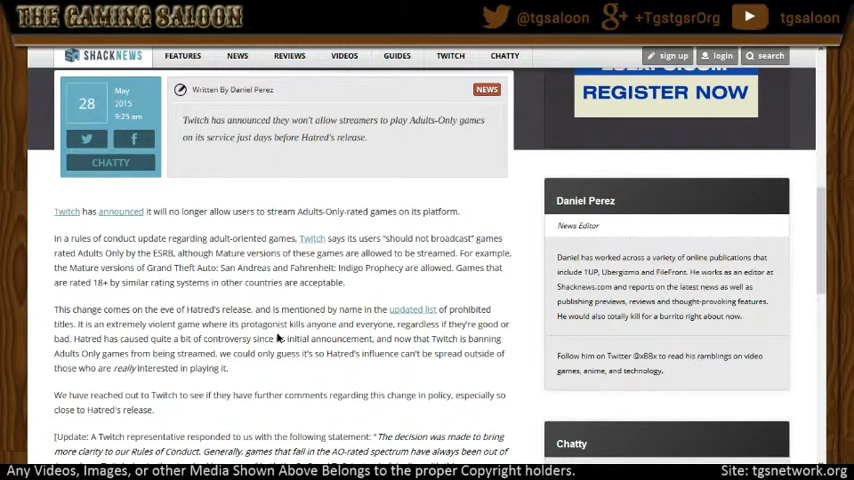 THE GAMING SALOON
@tgsaloon
+TgstgsrOrg
tgsaloon
SHACKNEWS
FEATURES
NEWS
REVIEWS
VIDEOS
GUIDES
TWITCH
CHATTY
sign up
login
search
REGISTER NOW
28
May
2015
9:25 am
CHATTY
Written By Daniel Perez
NEWS
Twitch has announced they won't allow streamers to play Adults-Only games
on its service just days before Hatred's release.
Twitch has announced it will no longer allow users to stream Adults-Only-rated games on its platform.
In a rules of conduct update regarding adult-oriented games, Twitch says its users "should not broadcast" games
rated Adults Only by the ESRB, although Mature versions of these games are allowed to be streamed. For example,
the Mature versions of Grand Theft Auto: San Andreas and Fahrenheit: Indigo Prophecy are allowed. Games that
are rated 18+ by similar rating systems in other countries are acceptable.
This change comes on the eve of Hatred's release, and is mentioned by name in the updated list of prohibited
titles. It is an extremely violent game where its protagonist kills anyone and everyone, regardless if they're good or
bad. Hatred has caused quite a bit of controversy since its initial announcement, and now that Twitch is banning
Adults Only games from being streamed, we could only guess it's so Hatred's influence can't be spread outside of
those who are really interested in playing it.
We have reached out to Twitch to see if they have further comments regarding this change in policy, especially so
close to Hatred's release.
[Update: A Twitch representative responded to us with the following statement: "The decision was made to bring
more clarity to our Rules of Conduct. Generally, games that fall in the AO-rated spectrum have always been out of
Daniel Perez
News Editor
Daniel has worked across a variety of online publications that
include 1UP, Ubergizmo and FileFront. He works as an editor at
Shacknews.com and reports on the latest news as well as
publishing previews, reviews and thought-provoking features.
He would also totally kill for a burrito right about now.
Follow him on Twitter @xBBx to read his ramblings on video
games, anime, and technology.
Chatty
Any Videos, Images, or other Media Shown Above Belongs to the proper Copyright holders.
Site: tgsnetwork.org